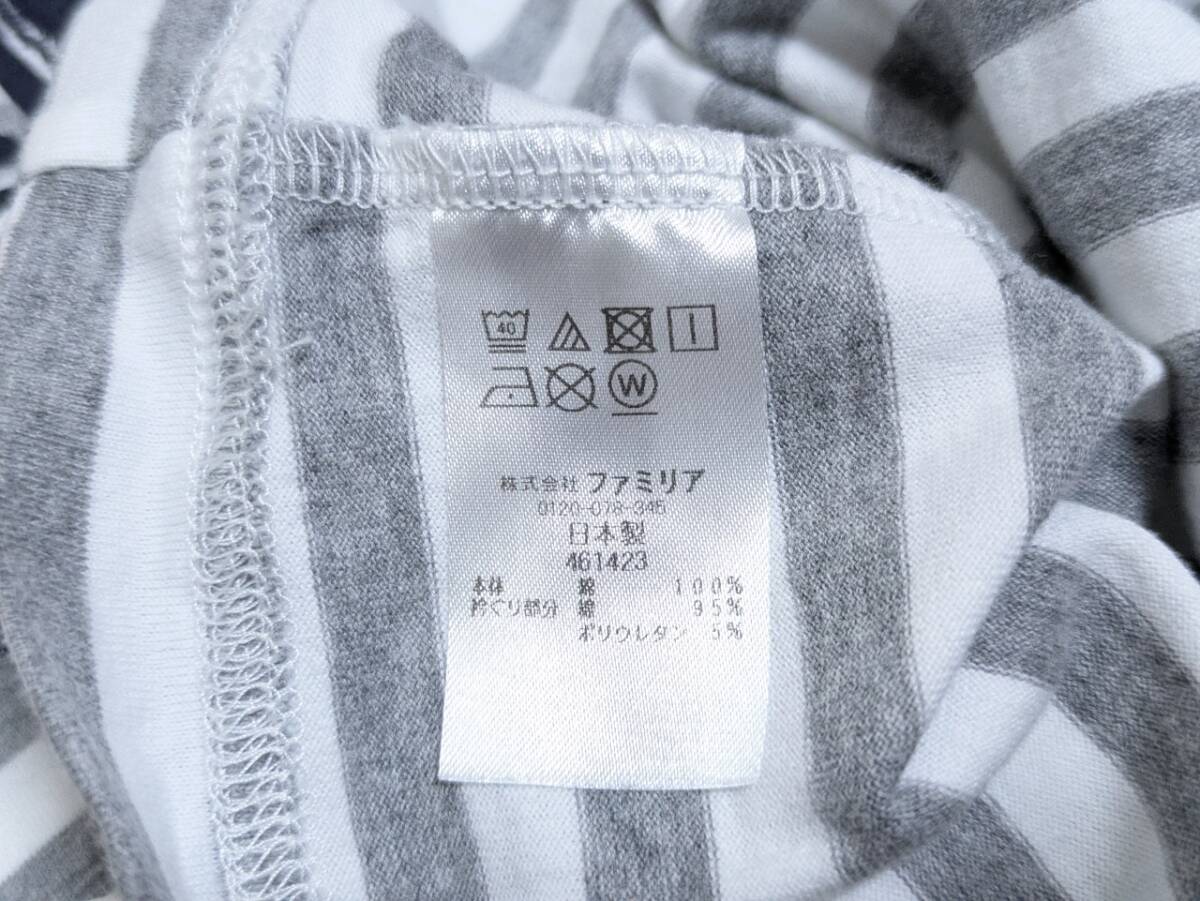 40
W
株式会社 ファミリア
0120-078-345
日本製
461423
本体 綿 100%
衿ぐり部分 綿 95%
ポリウレタン 5%